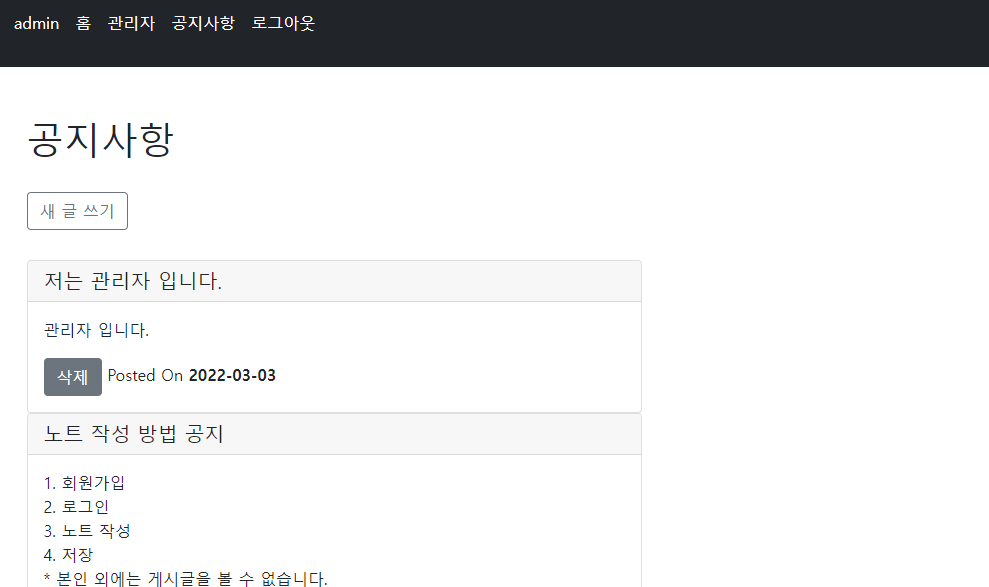 admin 홈 관리자 공지사항 로그아웃
공지사항
새 글 쓰기
저는 관리자 입니다.
관리자 입니다.
삭제 Posted On 2022-03-03
노트 작성 방법 공지
1. 회원가입
2. 로그인
3. 노트 작성
4. 저장
* 본인 외에는 게시글을 볼 수 없습니다.